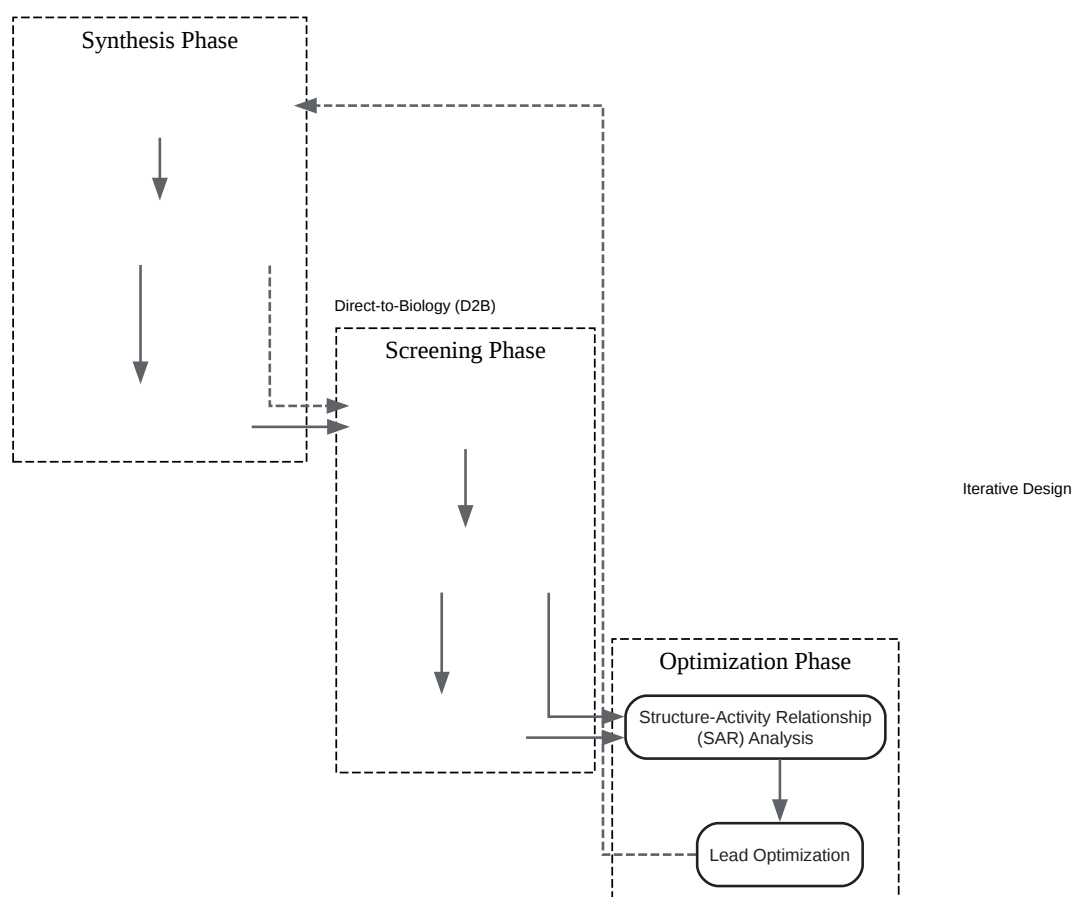 Synthesis Phase
Direct-to-Biology (D2B)
Screening Phase
Iterative Design
Optimization Phase
Structure-Activity Relationship
(SAR) Analysis
Lead Optimization